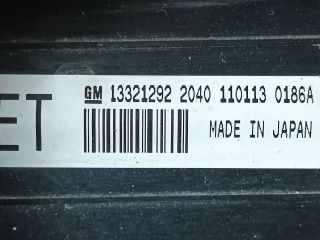 GM 13321292 2040 110113 0186A
ET
MADE IN JAPAN